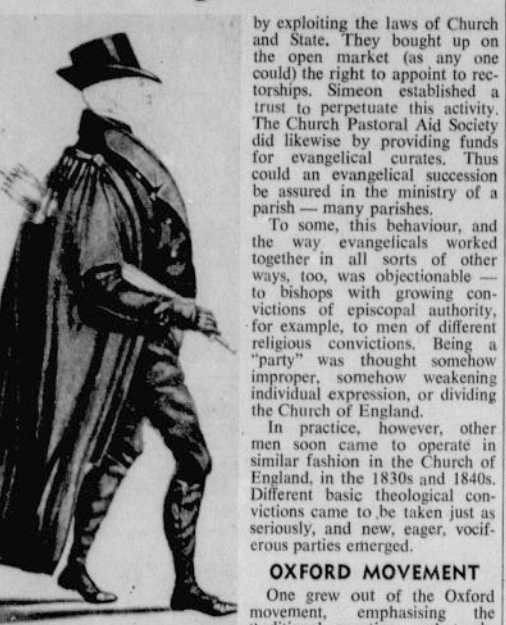 by exploiting the laws of Church
and State. They bought up on
the open market (as any one
could) the right to appoint to rec-
torships. Simeon established a
trust to perpetuate this activity.
The Church Pastoral Aid Society
did likewise by providing funds
for evangelical curates. Thus
could an evangelical succession
be assured in the ministry of a
parish — many parishes.
To some, this behaviour, and
the way evangelicals worked
together in all sorts of other
ways, too, was objectionable —
to bishops with growing con-
victions of episcopal authority,
for example, to men of different
religious convictions. Being a
"party" was thought somehow
improper, somehow weakening
individual expression, or dividing
the Church of England.
In practice, however, other
men soon came to operate in
similar fashion in the Church of
England, in the 1830s and 1840s.
Different basic theological con-
victions came to be taken just as
seriously, and new, eager, vocif-
erous parties emerged.
OXFORD MOVEMENT
One grew out of the Oxford
movement, emphasising the